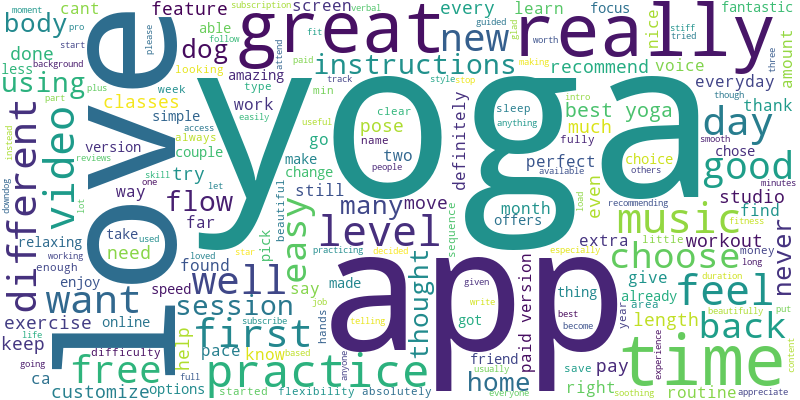 moment
subscription
verbal
cant
feature
screen
every
learn
guided
focus
fantastic
pro
able
follow
fit
great
new
really
glad
tried
worth
stiff
nice
body
please
start
dog
attend
done
looking
paid
instructions
making
recommend
voice
everyday
less
background
amazing
track
style
stop
using
plus
week
type
min
definitely
sleep
intro
three
amount
classes
work
clear
anything
best
yoga
though
thank
instead
part
simple
access
easily
useful
pose
go
much
smooth
always
version
couple
make
name
two
fully
choice
chose
day
love
yoga
reviews
skill
try
change
people
perfect
available
others
good
video
way
one
let
still
month
offers
recommending
minutes
downdog
lot
flow
beautiful
many
move
even
studio
different
take
used
far
pick
level
music
find
relaxing
working
need
easy
sequence
extra
little
workout
never
enough
found
well
thought
load
choose
money
enjoy
loved
practicing
app
paid version
thing
give
long
want
speed
star
decided
say
given
especially
already
duration
feel
session
made
write
best
become
year
area
beautifully
put
exercise
online
help
job
hands
got
save
length
back
fitness
keep
life
pace
first
subscribe
telling
friend
pay
time
experience
content
going
difficulty
know
based
anyone
usually
right
ca
free
practice
home
full
options
everyone
routine
customize
started
flexibility
absolutely
soothing
appreciate